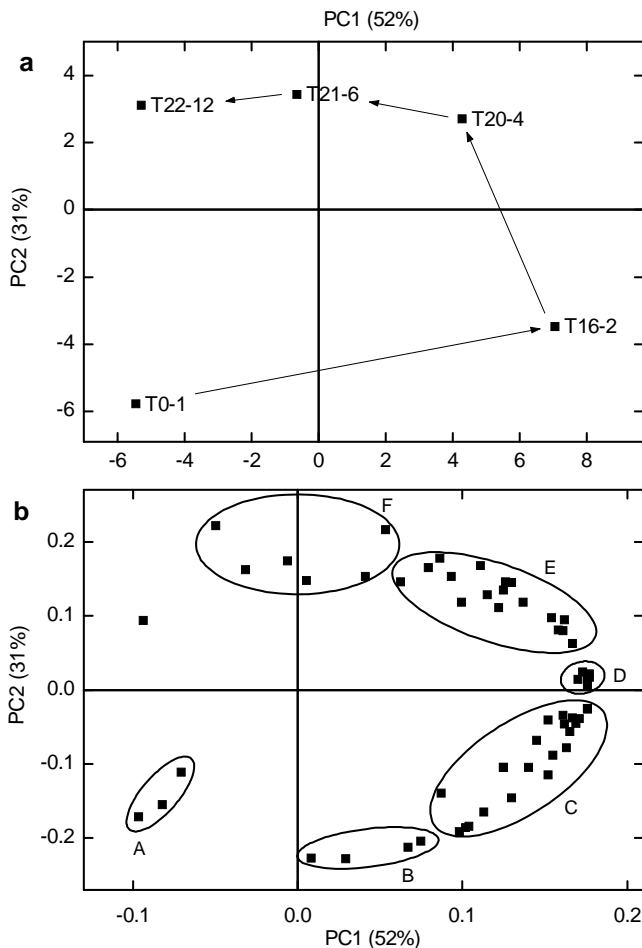 PC1 (52%)
a
4
T22-12
T21-6
T20-4
2
0
PC2 (31%)
-2
T16-2
-4
-6
T0-1
-6 -4 -2 0 2 4 6 8
b
F
0.2
E
0.1
PC2 (31%)
0.0
D
-0.1
C
A
-0.2
B
-0.1 0.0 0.1 0.2
PC1 (52%)